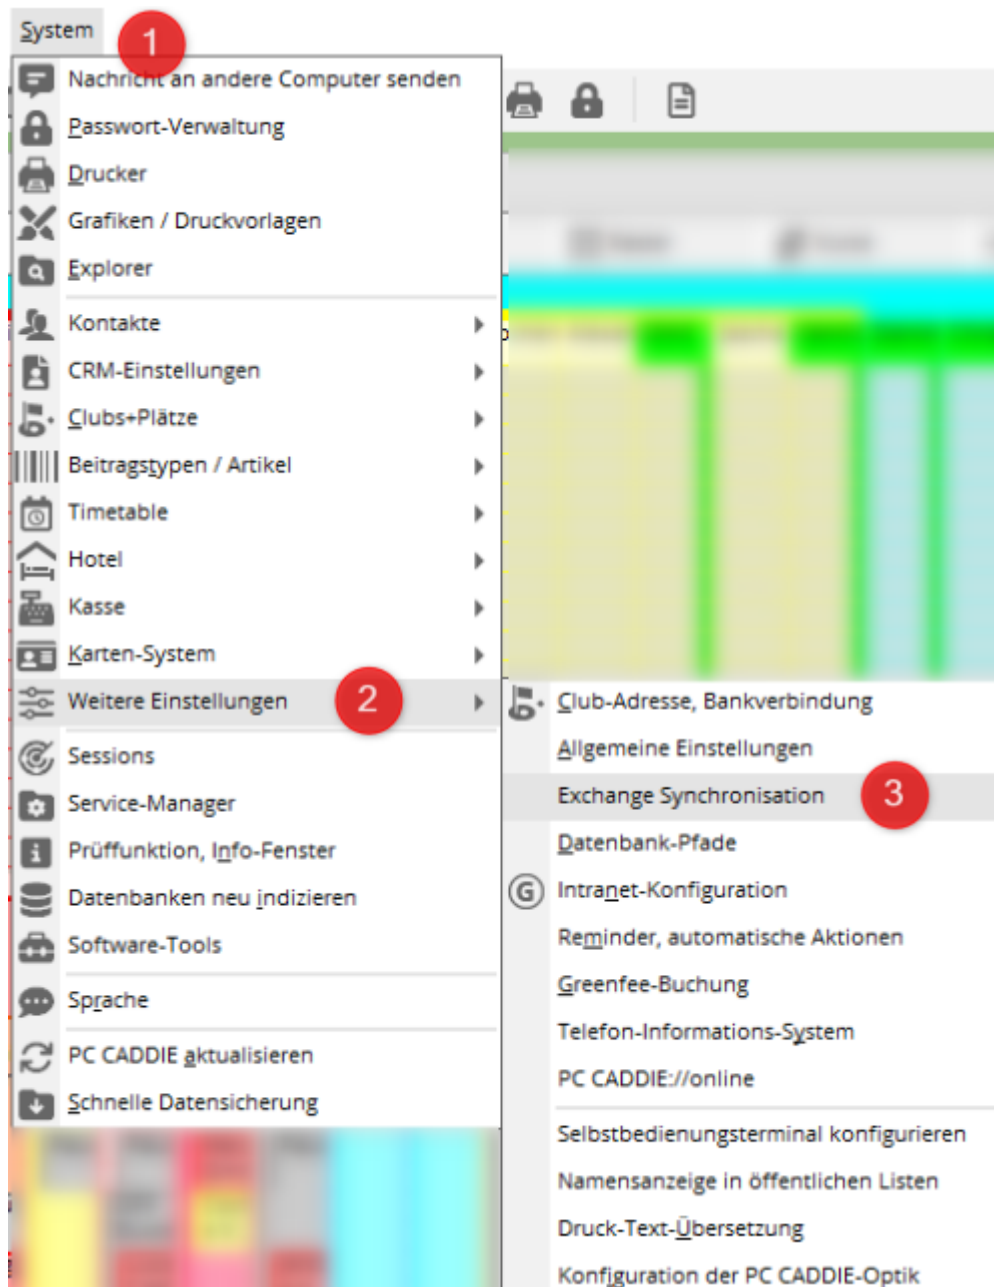 System
1
Nachricht an andere Computer senden
Passwort-Verwaltung
Drucker
Grafiken / Druckvorlagen
Explorer
Kontakte
CRM-Einstellungen
Clubs+Plätze
Beitragstypen / Artikel
Timetable
Hotel
Kasse
Karten-System
Weitere Einstellungen
2
Sessions
Service-Manager
Prüffunktion, Info-Fenster
Datenbanken neu indizieren
Software-Tools
Sprache
PC CADDIE aktualisieren
Schnelle Datensicherung
Club-Adresse, Bankverbindung
Allgemeine Einstellungen
Exchange Synchronisation
3
Datenbank-Pfade
G Intranet-Konfiguration
Reminder, automatische Aktionen
Greenfee-Buchung
Telefon-Informations-System
PC CADDIE://online
Selbstbedienungsterminal konfigurieren
Namensanzeige in öffentlichen Listen
Druck-Text-Übersetzung
Konfiguration der PC CADDIE-Optik